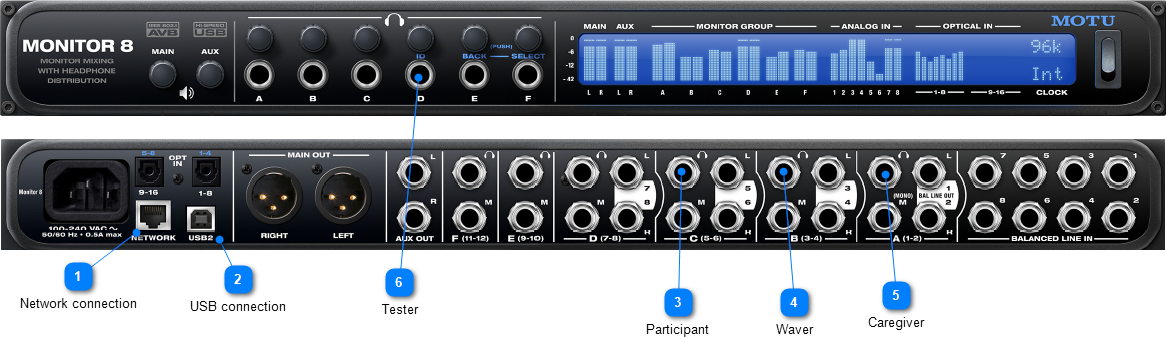 IEEE 802.1 AVB
HI-SPEED USB
MONITOR 8
MONITOR MIXING
WITH HEADPHONE
DISTRIBUTION
MAIN AUX
ID
(PUSH)
BACK SELECT
A B C D E F
MAIN AUX MONITOR GROUP ANALOG IN OPTICAL IN
MOTU
0
-6
-12
-42
96k
Int
L R L R A B C D E F 1 2 3 4 5 6 7 8 1-8 9-16 CLOCK
Monitor 8
100-240 VAC ~
50/60 Hz • 0.5A max
5-8 OPT IN 1-4
9-16 1-8
NETWORK USB2
MAIN OUT
RIGHT LEFT
L
R
AUX OUT
L
M
F (11-12)
L
M
E (9-10)
L
7
M
8
H
D (7-8)
L
5
M
6
H
C (5-6)
L
3
M
4
H
B (3-4)
L
(MONO)
1
BAL LINE OUT
M
2
H
A (1-2)
7 5 3 1
8 6 4 2
BALANCED LINE IN
1
Network connection
2
USB connection
6
Tester
3
Participant
4
Waver
5
Caregiver